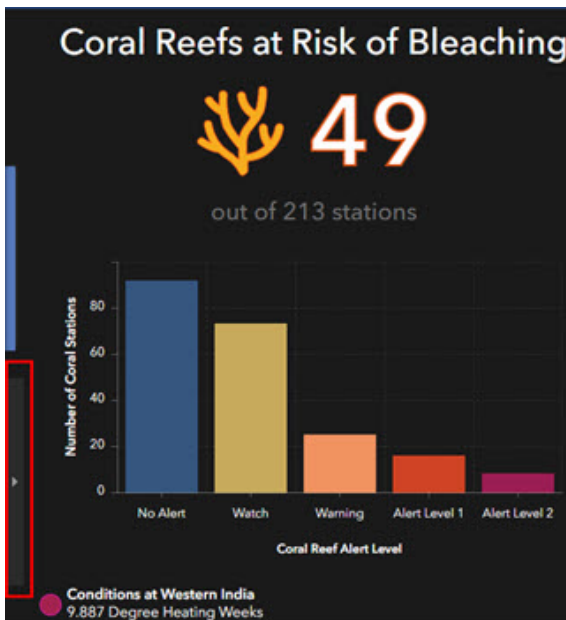 Coral Reefs at Risk of Bleaching
49
out of 213 stations
Number of Coral Stations
80
60
40
20
0
No Alert
Watch
Warning
Alert Level 1
Alert Level 2
Coral Reef Alert Level
Conditions at Western India
9.887 Degree Heating Weeks